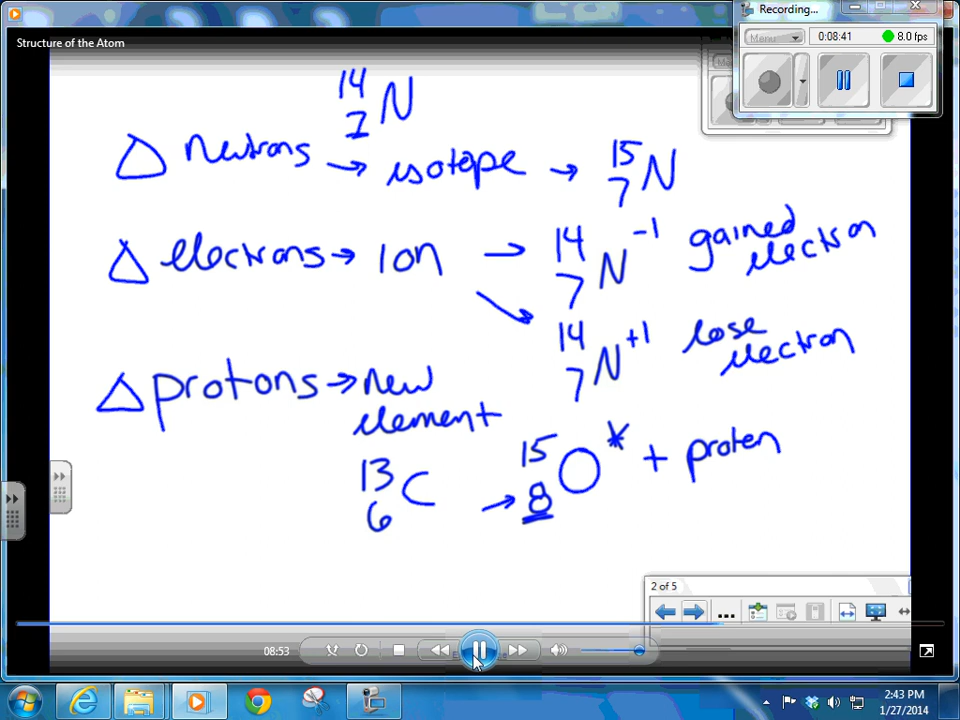 Recording...
Structure of the Atom
Menu
0:08:41
8.0 fps
14
7 N
Δ neutrons → isotope → 15
7 N
Δ electrons → Ion → 14
7 N -1 gained
electron
14
7 N +1 lose
electron
Δ protons → new
element
13
6 C → 15
8 O * + proten
2 of 5
...
08:53
2:43 PM
1/27/2014